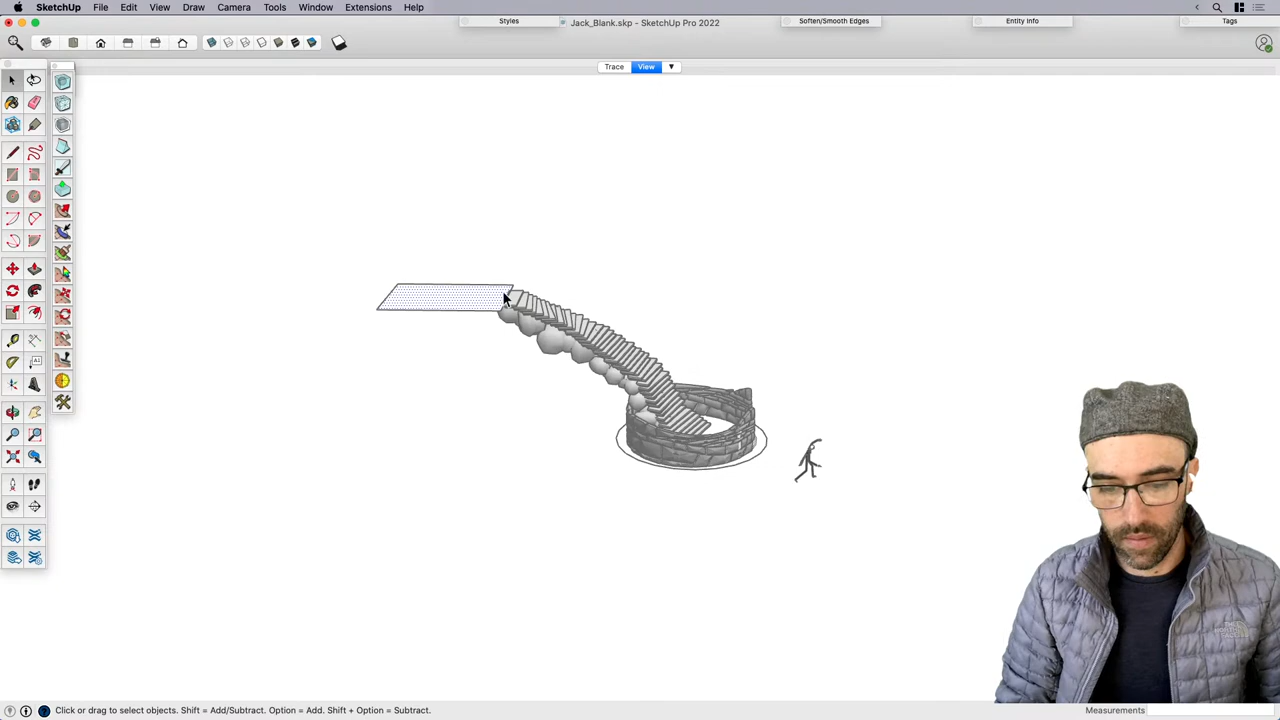 SketchUp File Edit View Draw Camera Tools Window Extensions Help
Styles
Jack_Blank.skp - SketchUp Pro 2022
Soften/Smooth Edges
Entity Info
Tags
Trace View
Click or drag to select objects. Shift = Add/Subtract. Option = Add. Shift + Option = Subtract.
Measurements